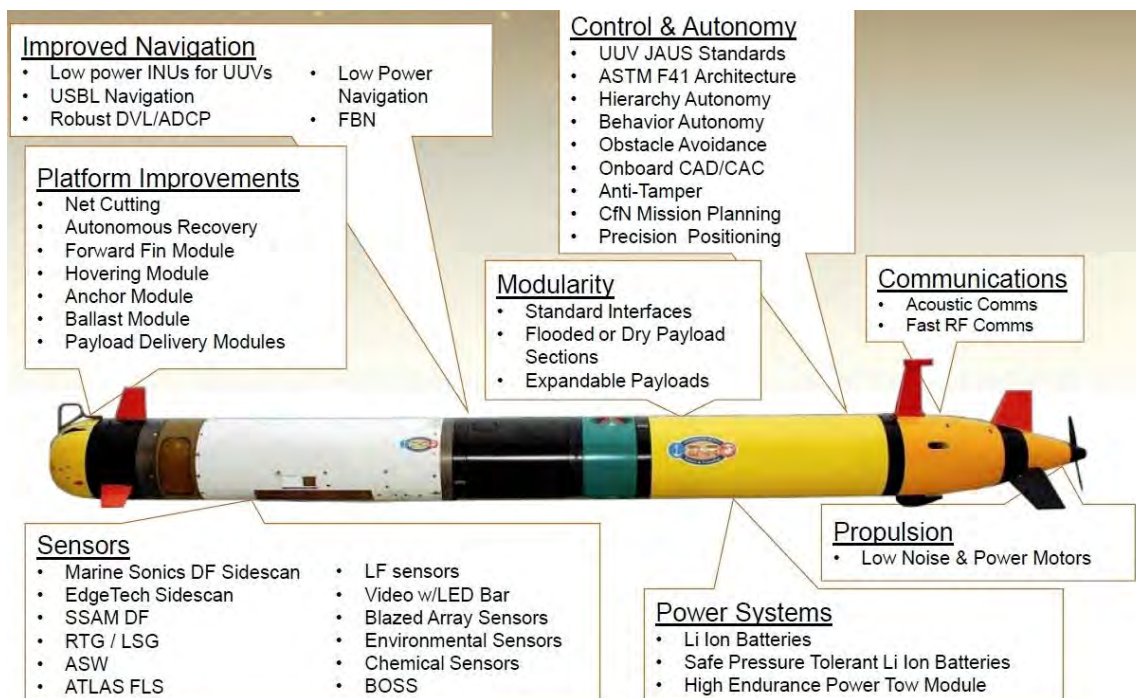 Improved Navigation
• Low power INUs for UUVs
• USBL Navigation
• Robust DVL/ADCP
• Low Power
Navigation
• FBN
Control & Autonomy
• UUV JAUS Standards
• ASTM F41 Architecture
• Hierarchy Autonomy
• Behavior Autonomy
• Obstacle Avoidance
• Onboard CAD/CAC
• Anti-Tamper
• CfN Mission Planning
• Precision Positioning
Platform Improvements
• Net Cutting
• Autonomous Recovery
• Forward Fin Module
• Hovering Module
• Anchor Module
• Ballast Module
• Payload Delivery Modules
Modularity
• Standard Interfaces
• Flooded or Dry Payload
Sections
• Expandable Payloads
Communications
• Acoustic Comms
• Fast RF Comms
Sensors
• Marine Sonics DF Sidescan
• EdgeTech Sidescan
• SSAM DF
• RTG / LSG
• ASW
• ATLAS FLS
• LF sensors
• Video w/LED Bar
• Blazed Array Sensors
• Environmental Sensors
• Chemical Sensors
• BOSS
Propulsion
• Low Noise & Power Motors
Power Systems
• Li Ion Batteries
• Safe Pressure Tolerant Li Ion Batteries
• High Endurance Power Tow Module